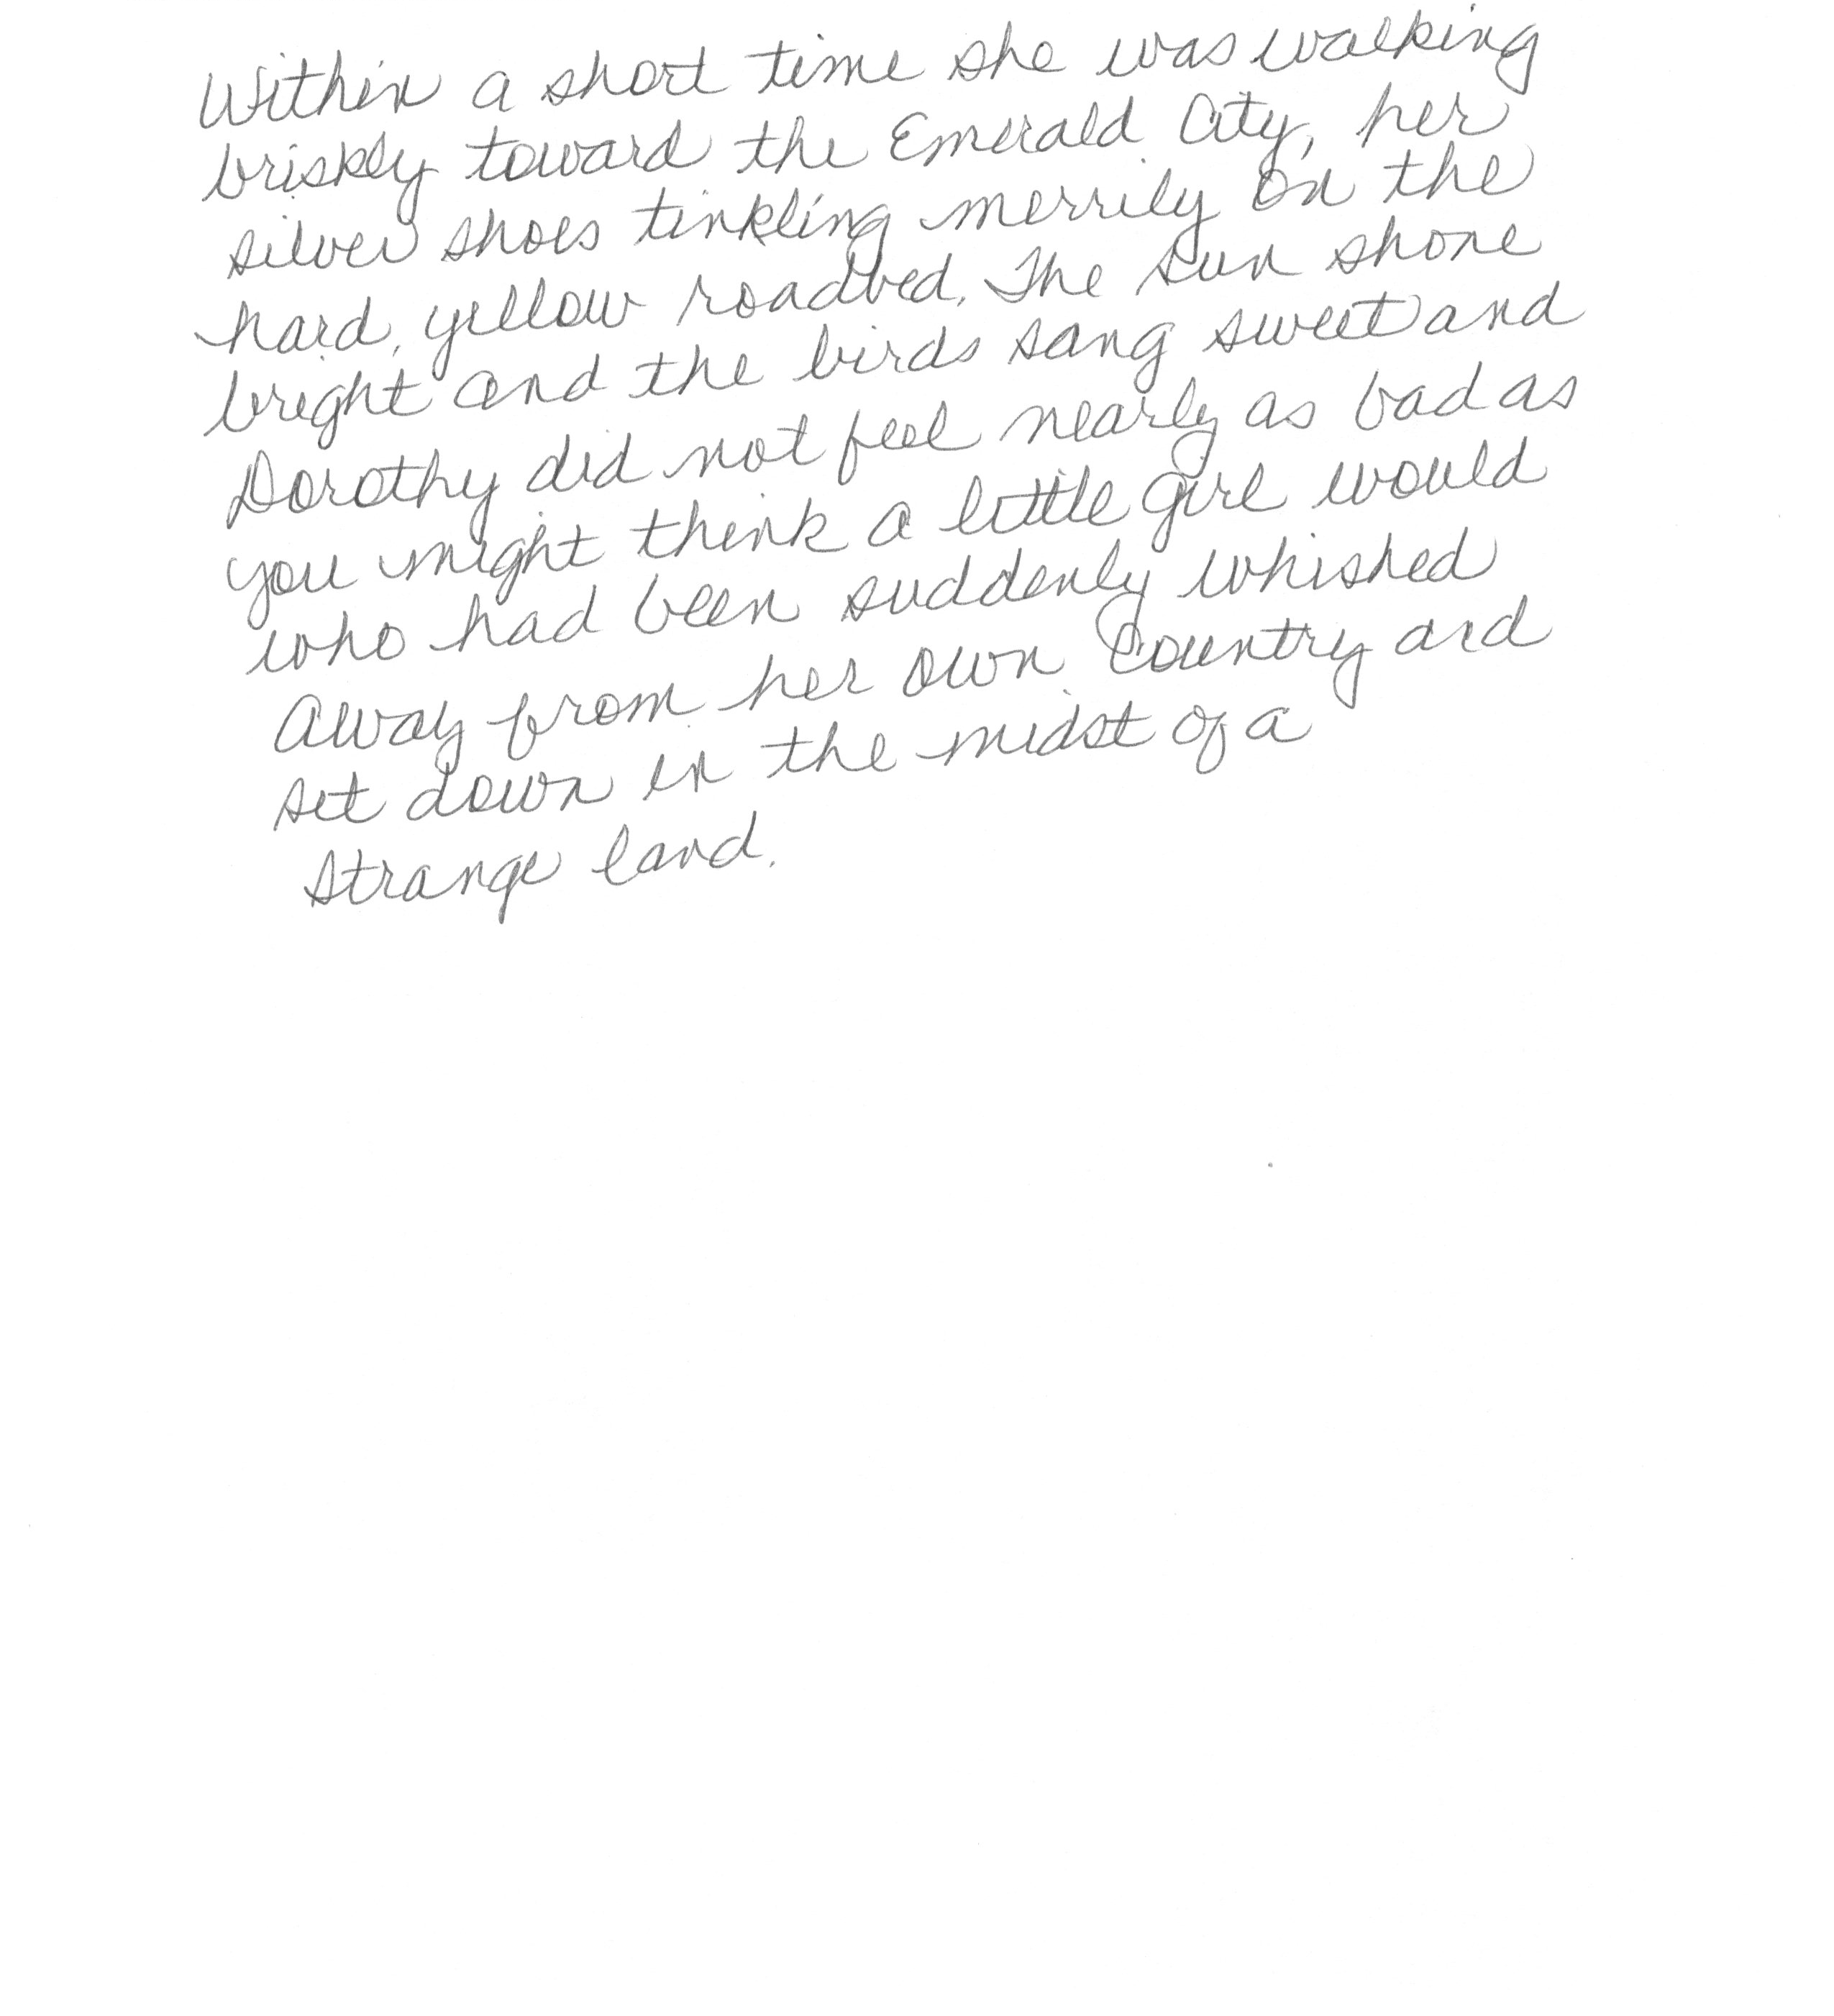 Within a short time she was walking
briskly toward the Emerald City, her
silver shoes tinkling merrily on the
hard, yellow roadbed. The sun shone
bright and the birds sang sweet and
Dorothy did not feel nearly as bad as
you might think a little girl would
who had been suddenly whished
away from her own country and
set down in the midst of a
strange land.